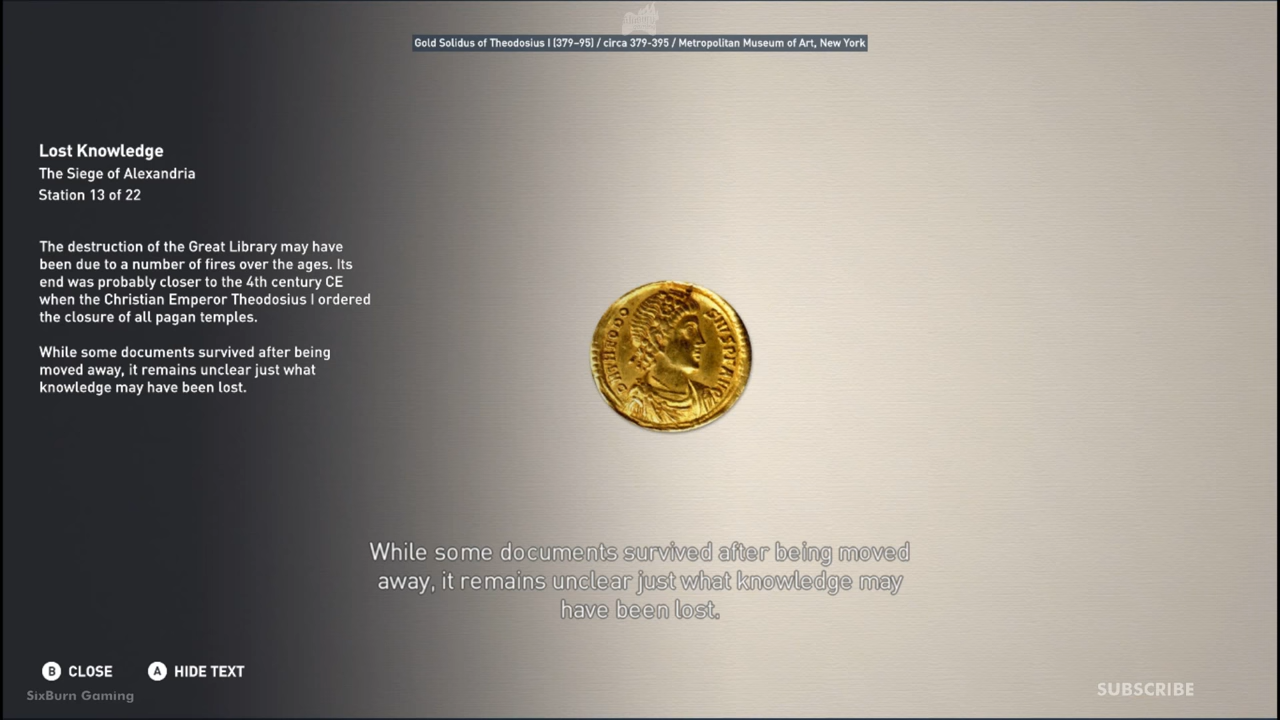 Gold Solidus of Theodosius I (379–95) / circa 379-395 / Metropolitan Museum of Art, New York
Lost Knowledge
The Siege of Alexandria
Station 13 of 22
The destruction of the Great Library may have
been due to a number of fires over the ages. Its
end was probably closer to the 4th century CE
when the Christian Emperor Theodosius I ordered
the closure of all pagan temples.
While some documents survived after being
moved away, it remains unclear just what
knowledge may have been lost.
While some documents survived after being moved
away, it remains unclear just what knowledge may
have been lost.
B CLOSE A HIDE TEXT
SixBurn Gaming
SUBSCRIBE